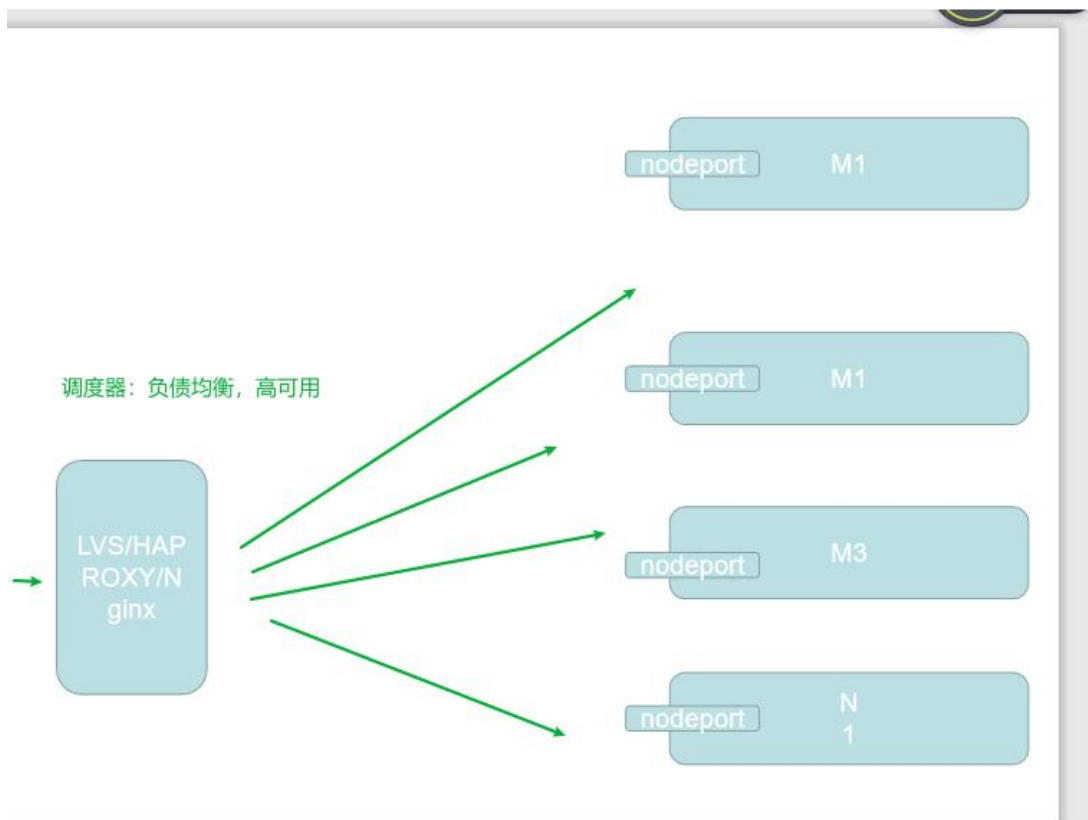 nodeport
M1
调度器：负债均衡，高可用
nodeport
M1
LVS/HAP
ROXY/N
ginx
nodeport
M3
nodeport
N
1